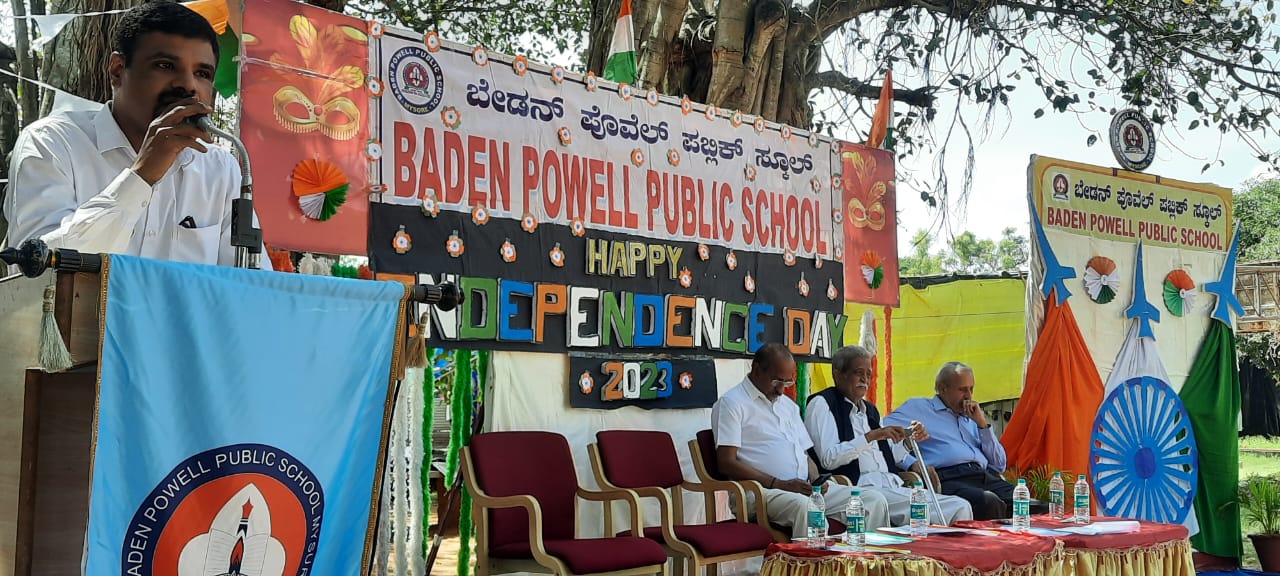 ಬೇಡನ್ ಪೊವೆಲ್ ಪಬ್ಲಿಕ್ ಸ್ಕೂಲ್
BADEN POWELL PUBLIC SCHOOL
HAPPY
INDEPENDENCE DAY
2023
ಬೇಡನ್ ಪೊವೆಲ್ ಪಬ್ಲಿಕ್ ಸ್ಕೂಲ್
BADEN POWELL PUBLIC SCHOOL
BADEN POWELL PUBLIC SCHOOL MYSURU